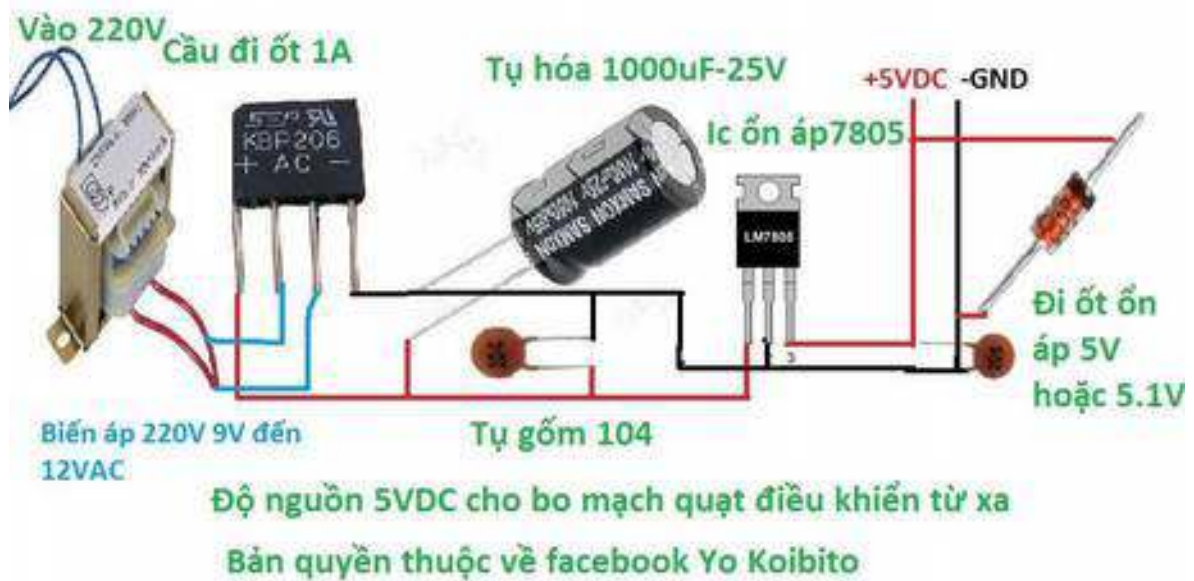 Vào 220V
Cầu đi ốt 1A
Tụ hóa 1000uF-25V
+5VDC -GND
Ic ổn áp7805
KBP206
+ AC -
LM7805
SAMXON
3
Đi ốt ổn
áp 5V
hoặc 5.1V
Biến áp 220V 9V đến
12VAC
Tụ gốm 104
Độ nguồn 5VDC cho bo mạch quạt điều khiển từ xa
Bản quyền thuộc về facebook Yo Koibito